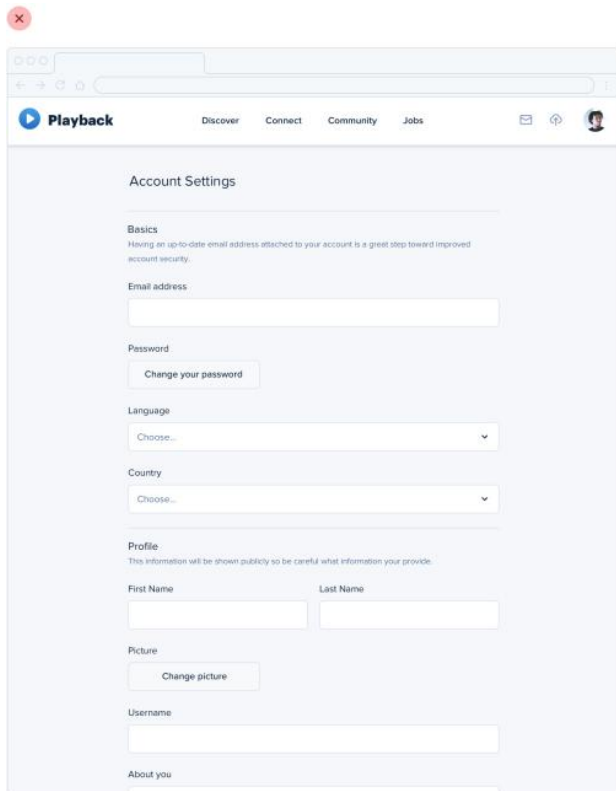 Playback
Discover
Connect
Community
Jobs
Account Settings
Basics
Having an up-to-date email address attached to your account is a great step toward improved
account security.
Email address
Password
Change your password
Language
Choose...
Country
Choose...
Profile
This information will be shown publicly so be careful what information your provide.
First Name
Last Name
Picture
Change picture
Username
About you